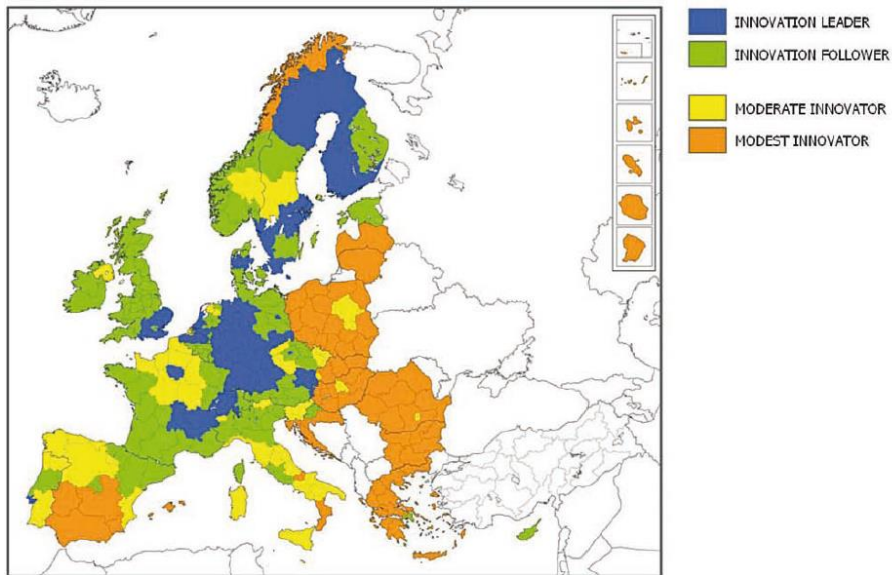 INNOVATION LEADER
INNOVATION FOLLOWER
MODERATE INNOVATOR
MODEST INNOVATOR